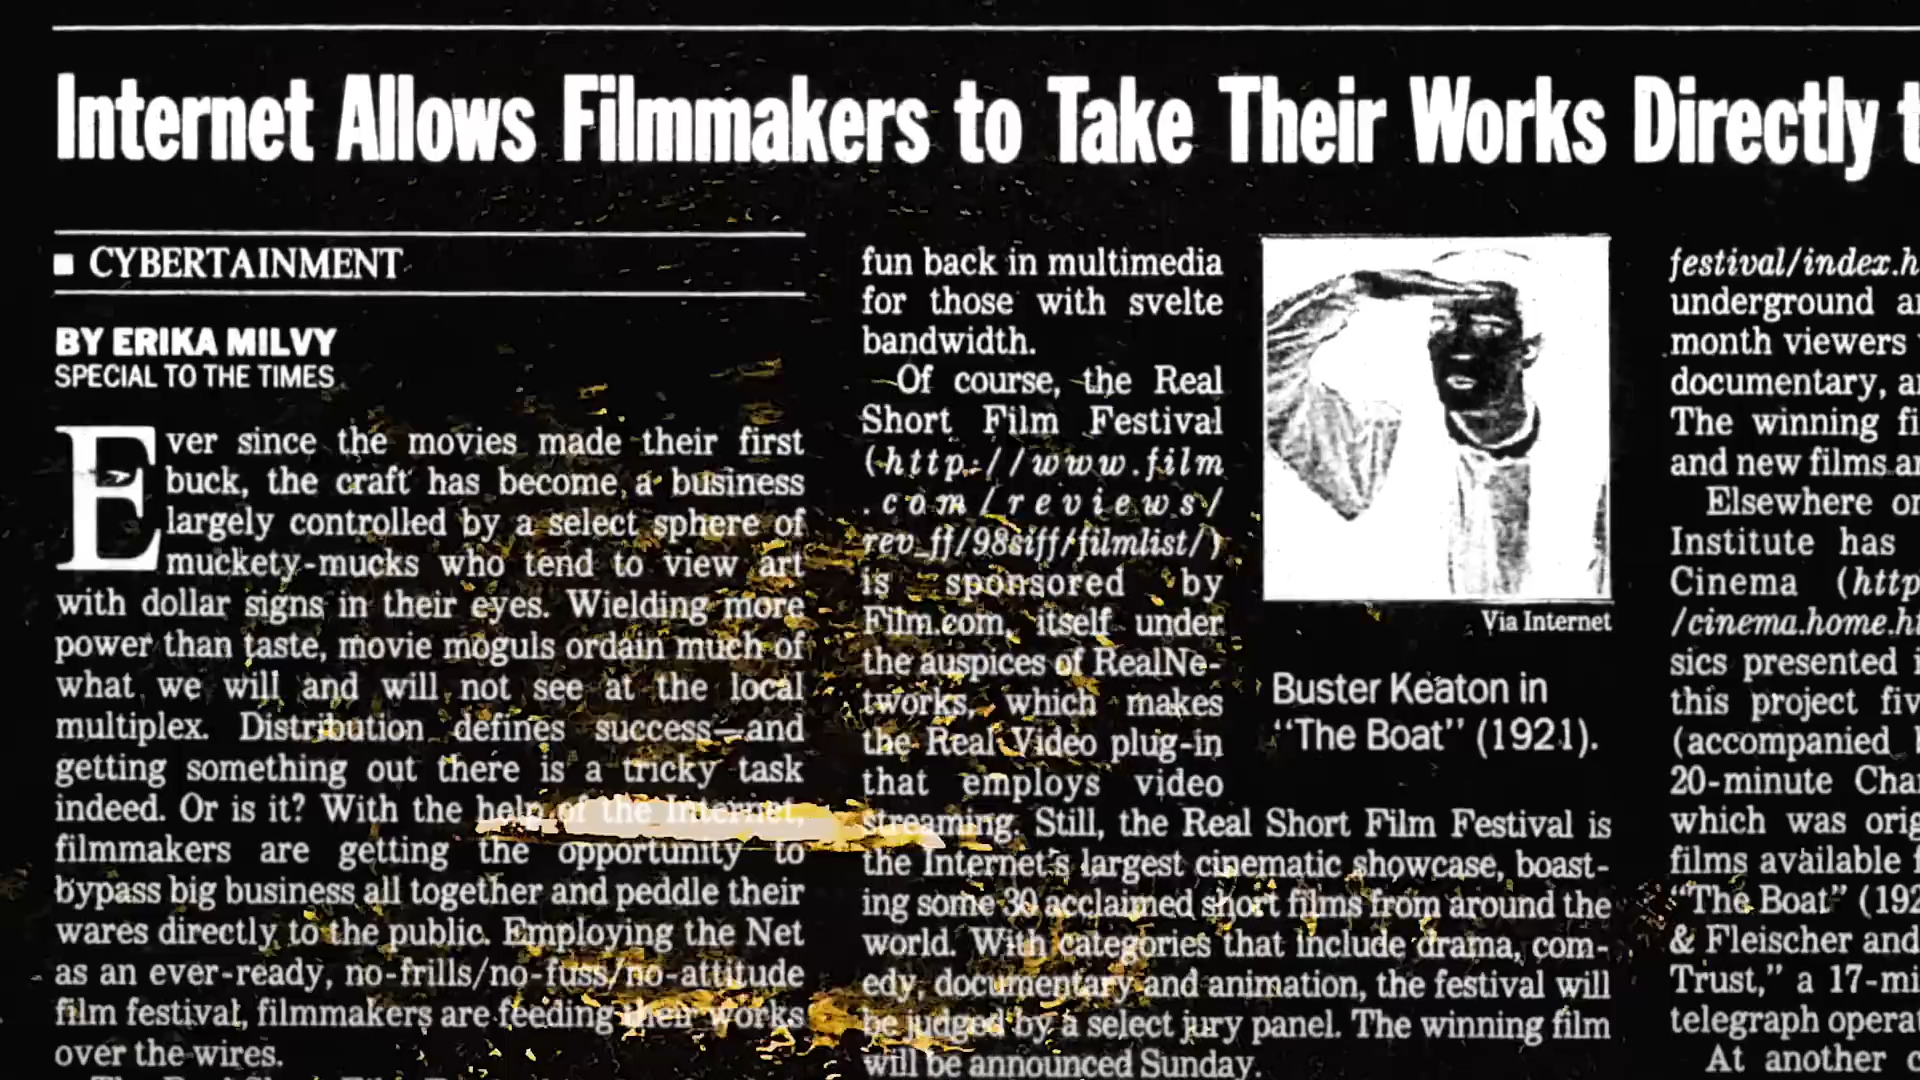 Internet Allows Filmmakers to Take Their Works Directly
CYBERTAINMENT
BY ERIKA MILVY
SPECIAL TO THE TIMES
Ever since the movies made their first
buck, the craft has become a business
largely controlled by a select sphere of
muckety-mucks who tend to view art
with dollar signs in their eyes. Wielding more
power than taste, movie moguls ordain much of
what we will and will not see at the local
multiplex. Distribution defines success—and
getting something out there is a tricky task
indeed. Or is it? With the help of the Internet,
filmmakers are getting the opportunity to
bypass big business all together and peddle their
wares directly to the public. Employing the Net
as an ever-ready, no-frills/no-fuss/no-attitude
film festival, filmmakers are feeding their works
over the wires.
fun back in multimedia
for those with svelte
bandwidth.
Of course, the Real
Short Film Festival
(http://www.film
.com/reviews/
rev_ff/98siff/filmlist/)
is sponsored by
Film.com, itself under
the auspices of RealNe-
tworks, which makes
the Real Video plug-in
that employs video
streaming. Still, the Real Short Film Festival is
the Internet's largest cinematic showcase, boast-
ing some 30 acclaimed short films from around the
world. With categories that include drama, com-
edy, documentary and animation, the festival will
be judged by a select jury panel. The winning film
will be announced Sunday.
Via Internet
Buster Keaton in
"The Boat" (1921).
festival/index.h
underground
month viewers
documentary,
The winning
and new films
Elsewhere
Institute has
Cinema (http
/cinema.home.h
sics presented
this project
(accompanied
20-minute
which was
films available
"The Boat" (192
& Fleischer and
Trust," a 17-mi
telegraph
At another